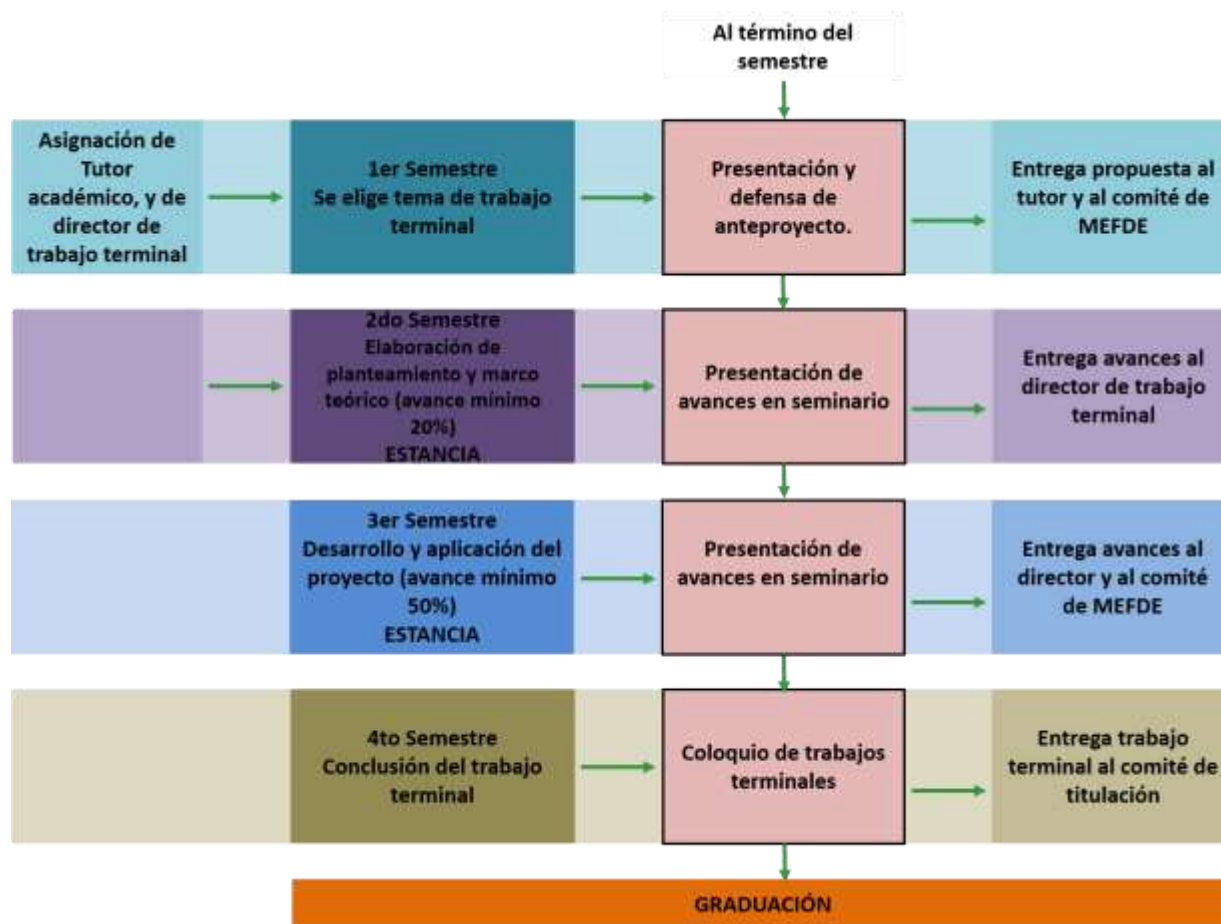 Al término del
semestre
Asignación de
Tutor
académico, y de
director de
trabajo terminal
1er Semestre
Se elige tema de trabajo
terminal
Presentación y
defensa de
anteproyecto.
Entrega propuesta al
tutor y al comité de
MEFDE
2do Semestre
Elaboración de
planteamiento y marco
teórico (avance mínimo
20%)
ESTANCIA
Presentación de
avances en seminario
Entrega avances al
director de trabajo
terminal
3er Semestre
Desarrollo y aplicación del
proyecto (avance mínimo
50%)
ESTANCIA
Presentación de
avances en seminario
Entrega avances al
director y al comité
de MEFDE
4to Semestre
Conclusión del trabajo
terminal
Coloquio de trabajos
terminales
Entrega trabajo
terminal al comité de
titulación
GRADUACIÓN